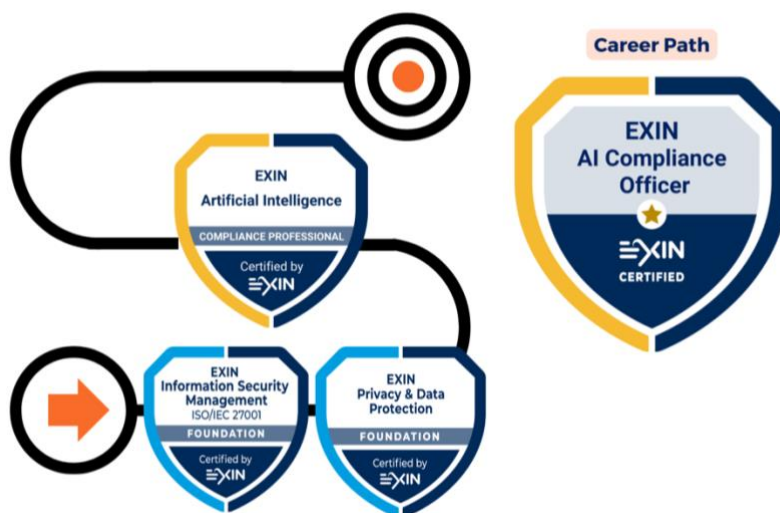 Career Path
EXIN
AI Compliance
Officer
EXIN
CERTIFIED
EXIN
Artificial Intelligence
COMPLIANCE PROFESSIONAL
Certified by
EXIN
EXIN
Information Security
Management
ISO/IEC 27001
FOUNDATION
Certified by
EXIN
EXIN
Privacy & Data
Protection
FOUNDATION
Certified by
EXIN